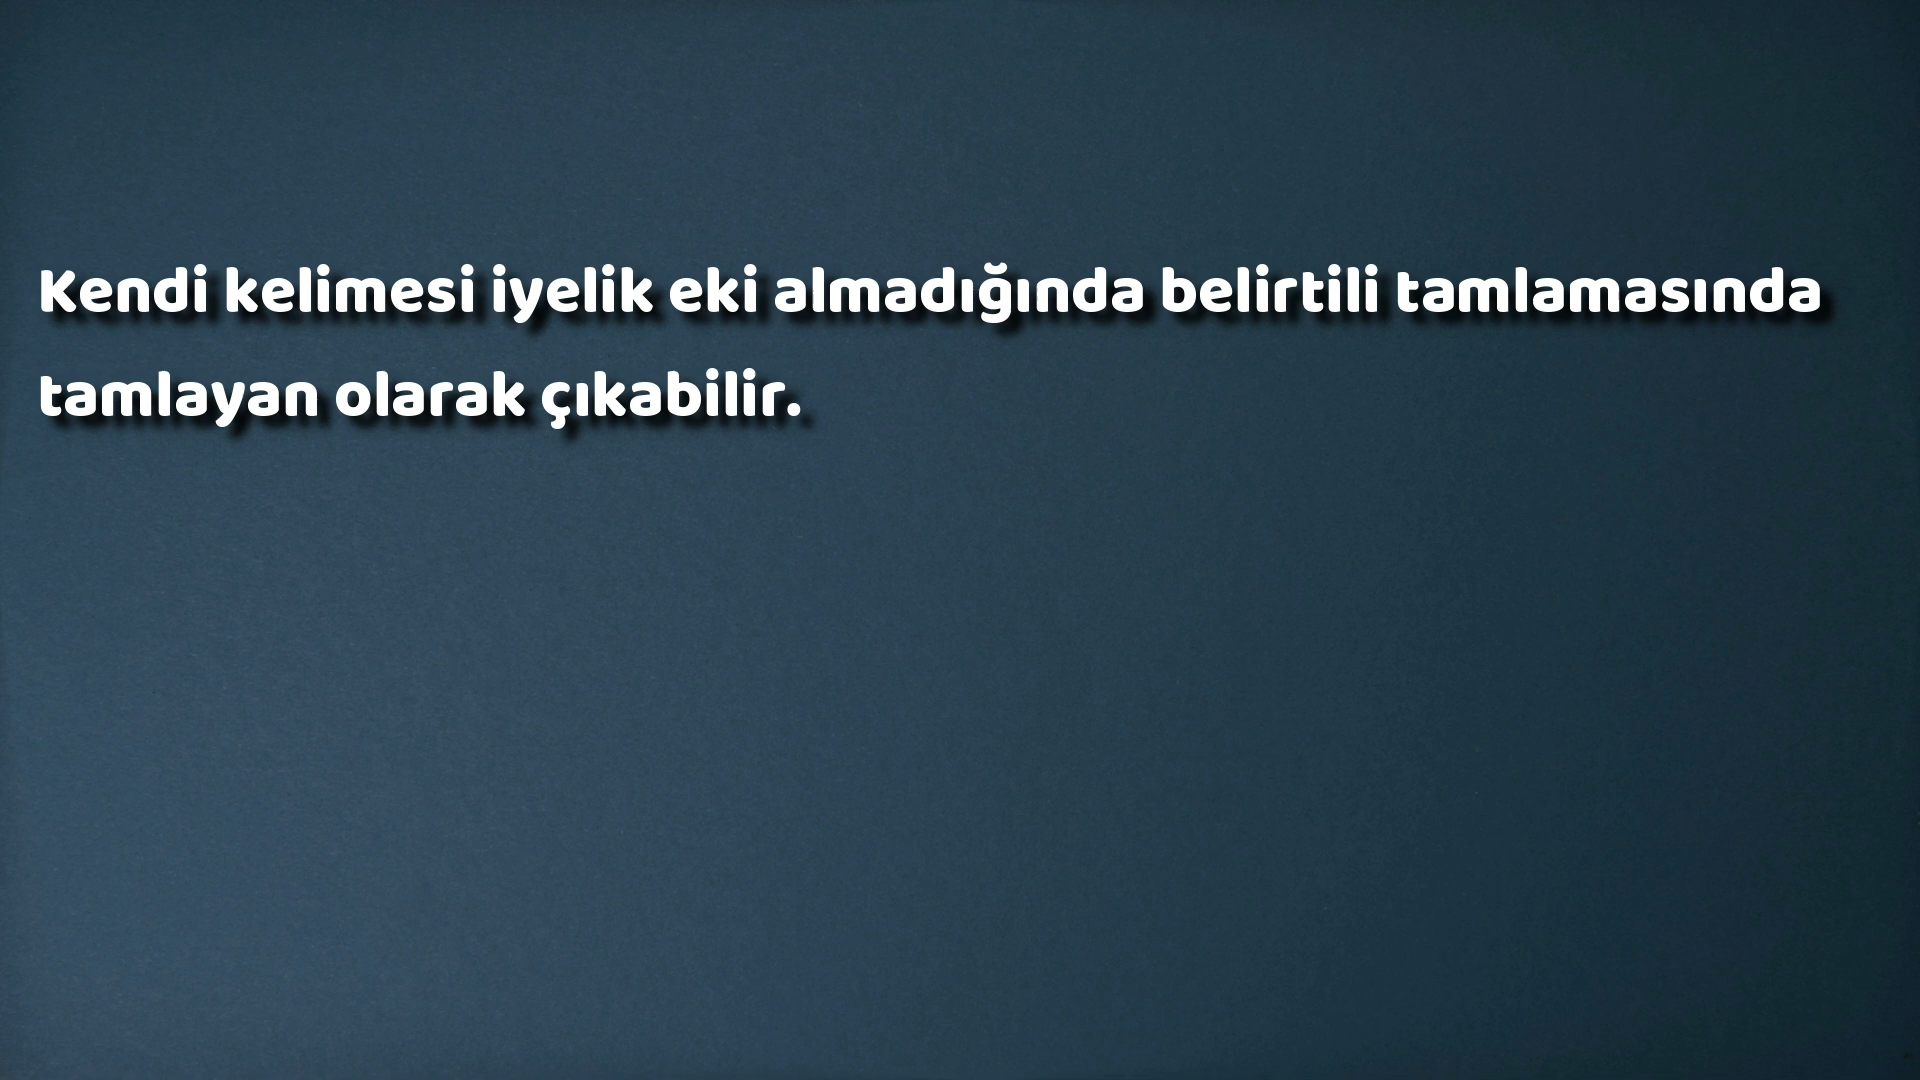 Kendi kelimesi iyelik eki almadığında belirtili tamlamasında
tamlayan olarak çıkabilir.